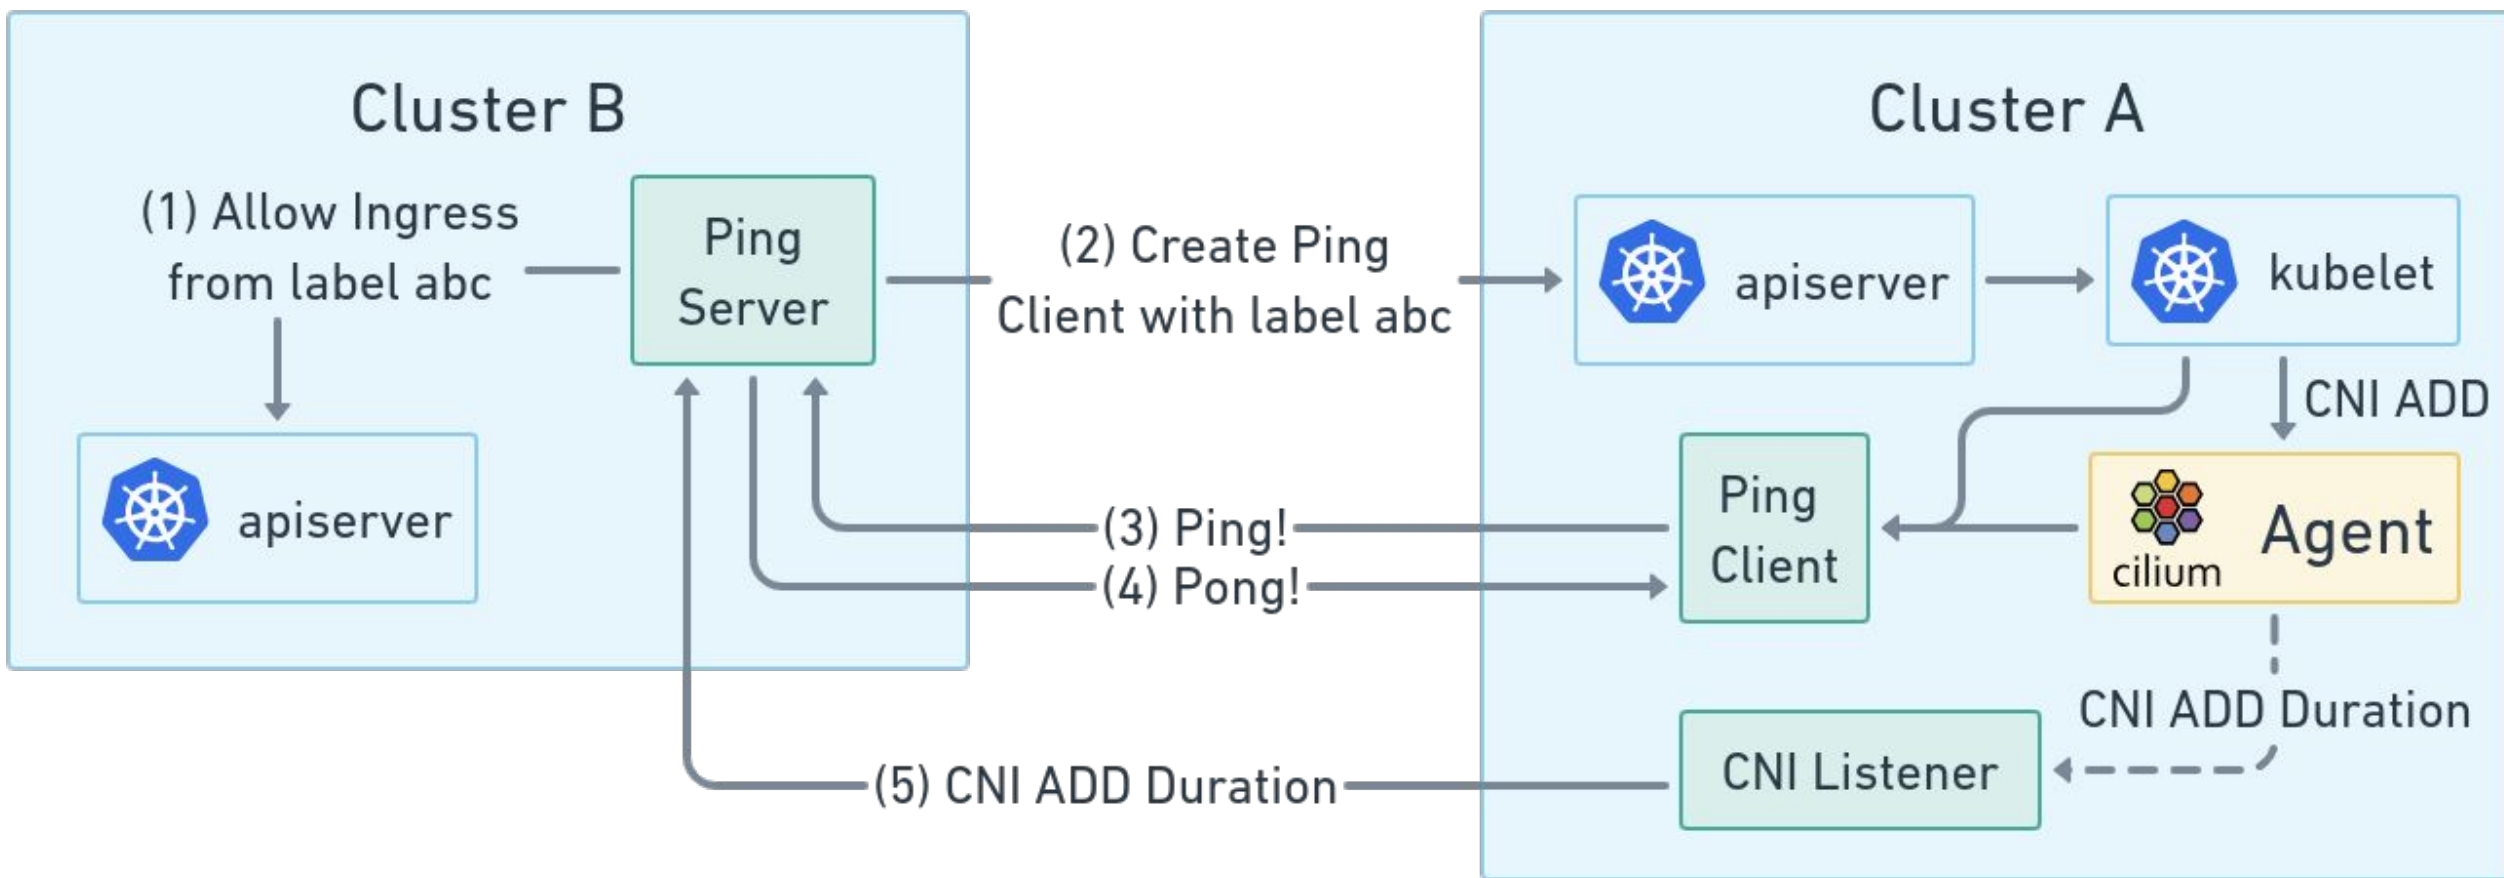 Cluster B
(1) Allow Ingress
from label abc
Ping
Server
apiserver
(2) Create Ping
Client with label abc
(3) Ping!
(4) Pong!
(5) CNI ADD Duration
Cluster A
apiserver
kubelet
CNI ADD
Ping
Client
cilium
Agent
CNI ADD Duration
CNI Listener